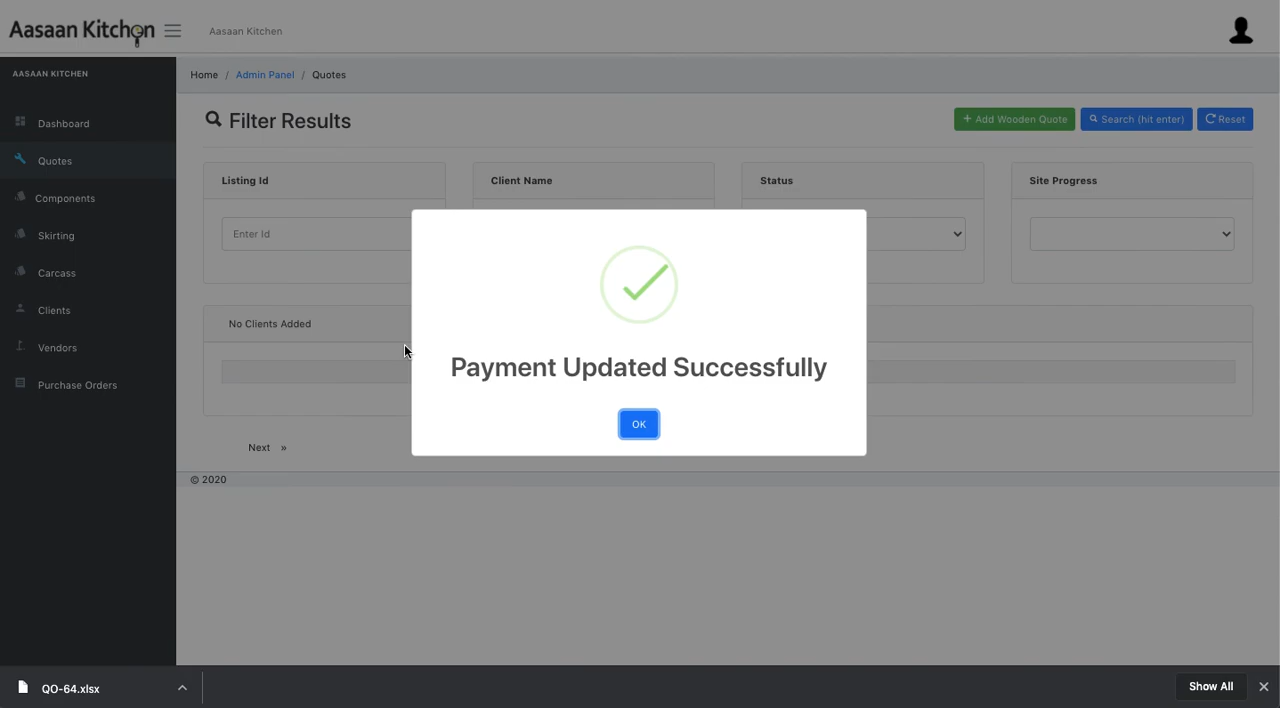 Aasaan Kitchen
Aasaan Kitchen
AASAAN KITCHEN
Dashboard
Quotes
Components
Skirting
Carcass
Clients
Vendors
Purchase Orders
Home / Admin Panel / Quotes
Filter Results
+ Add Wooden Quote
Search (hit enter)
Reset
Listing Id
Client Name
Status
Site Progress
Enter Id
No Clients Added
Payment Updated Successfully
OK
Next »
© 2020
QO-64.xlsx
Show All